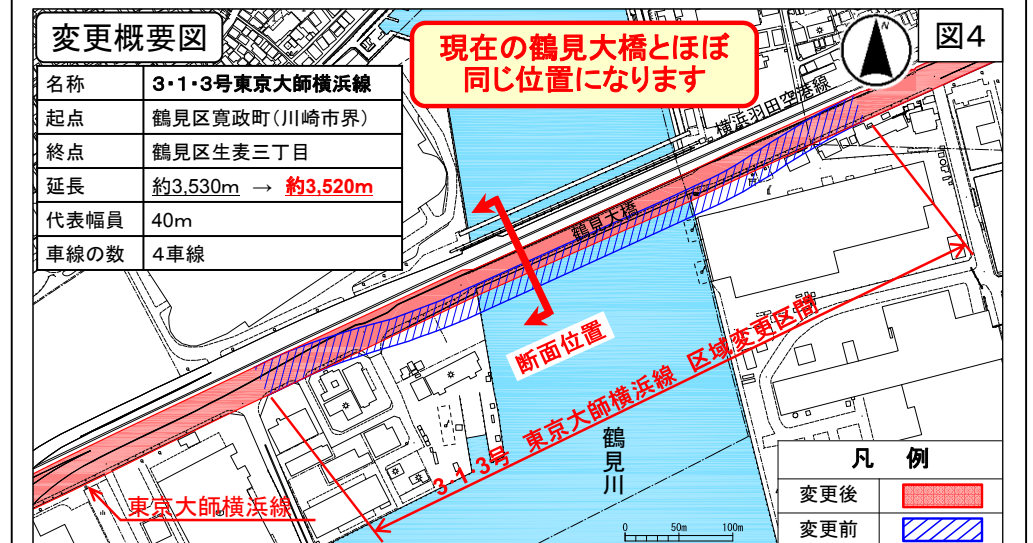 変更概要図
図4
現在の鶴見大橋とほぼ
同じ位置になります
名称 3・1・3号東京大師横浜線
起点 鶴見区寛政町(川崎市界)
終点 鶴見区生麦三丁目
延長 約3,530m → 約3,520m
代表幅員 40m
車線の数 4車線
横浜羽田空港線
鶴見大橋
断面位置
3・1・3号 東京大師横浜線 区域変更区間
鶴見川
東京大師横浜線
0 50m 100m
凡 例
変更後
変更前